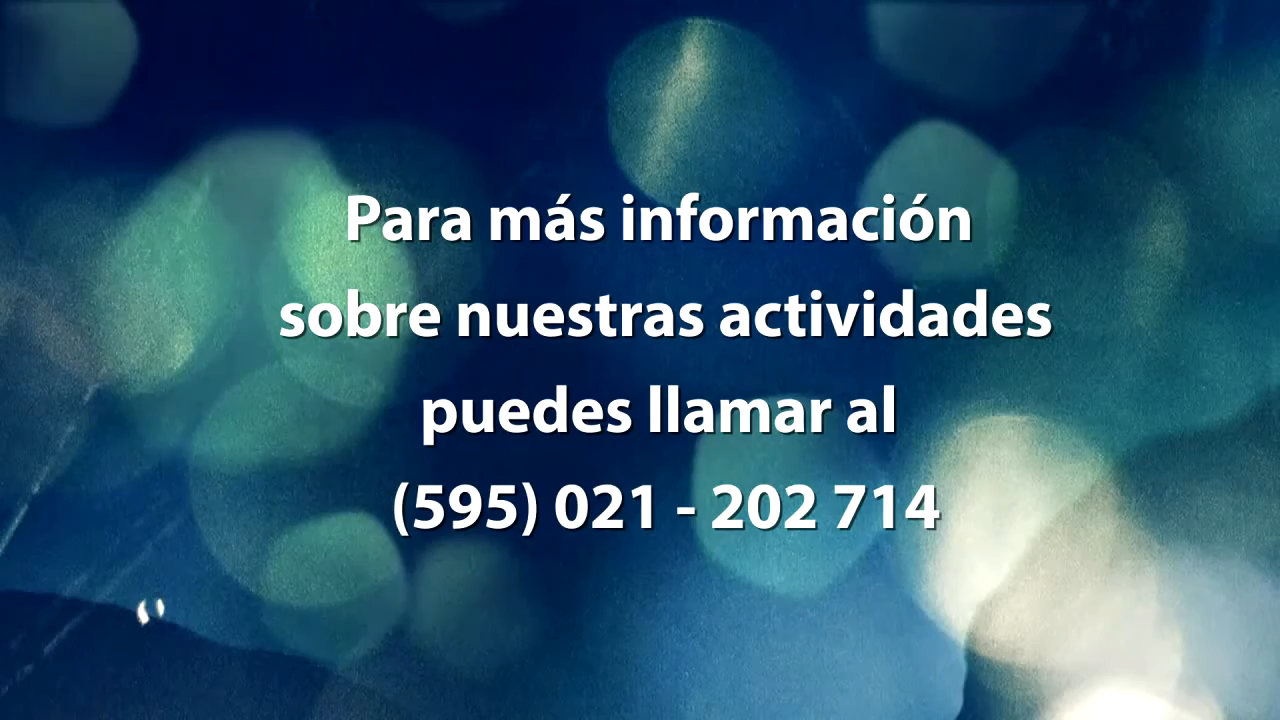 Para más información
sobre nuestras actividades
puedes llamar al
(595) 021 - 202 714